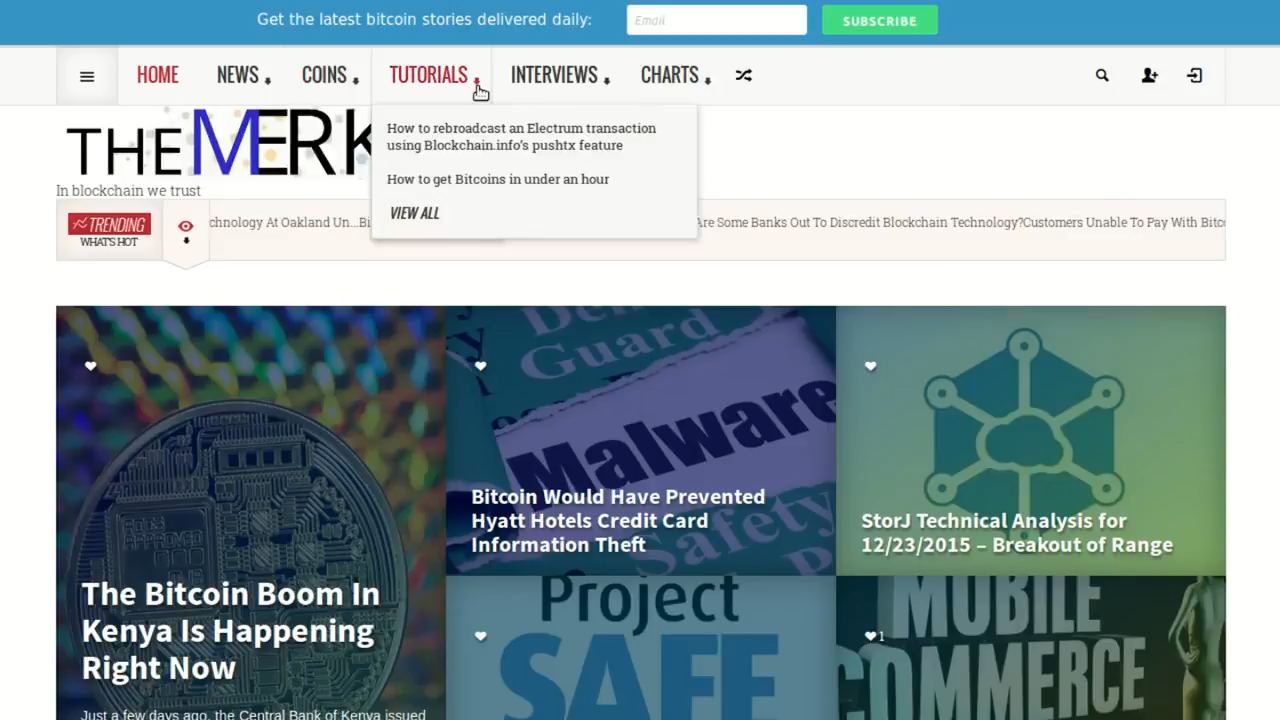 Get the latest bitcoin stories delivered daily:
Email
SUBSCRIBE
HOME
NEWS
COINS
TUTORIALS
INTERVIEWS
CHARTS
How to rebroadcast an Electrum transaction
using Blockchain.info's pushtx feature
How to get Bitcoins in under an hour
VIEW ALL
THE MERK
In blockchain we trust
TRENDING
WHAT'S HOT
chnology At Oakland Un...Bi
Are Some Banks Out To Discredit Blockchain Technology?Customers Unable To Pay With Bitc
Guard
Malware
Safety
Bitcoin Would Have Prevented
Hyatt Hotels Credit Card
Information Theft
StorJ Technical Analysis for
12/23/2015 – Breakout of Range
The Bitcoin Boom In
Kenya Is Happening
Right Now
Just a few days ago, the Central Bank of Kenya issued
Project
SAFE
1
MOBILE
COMMERCE